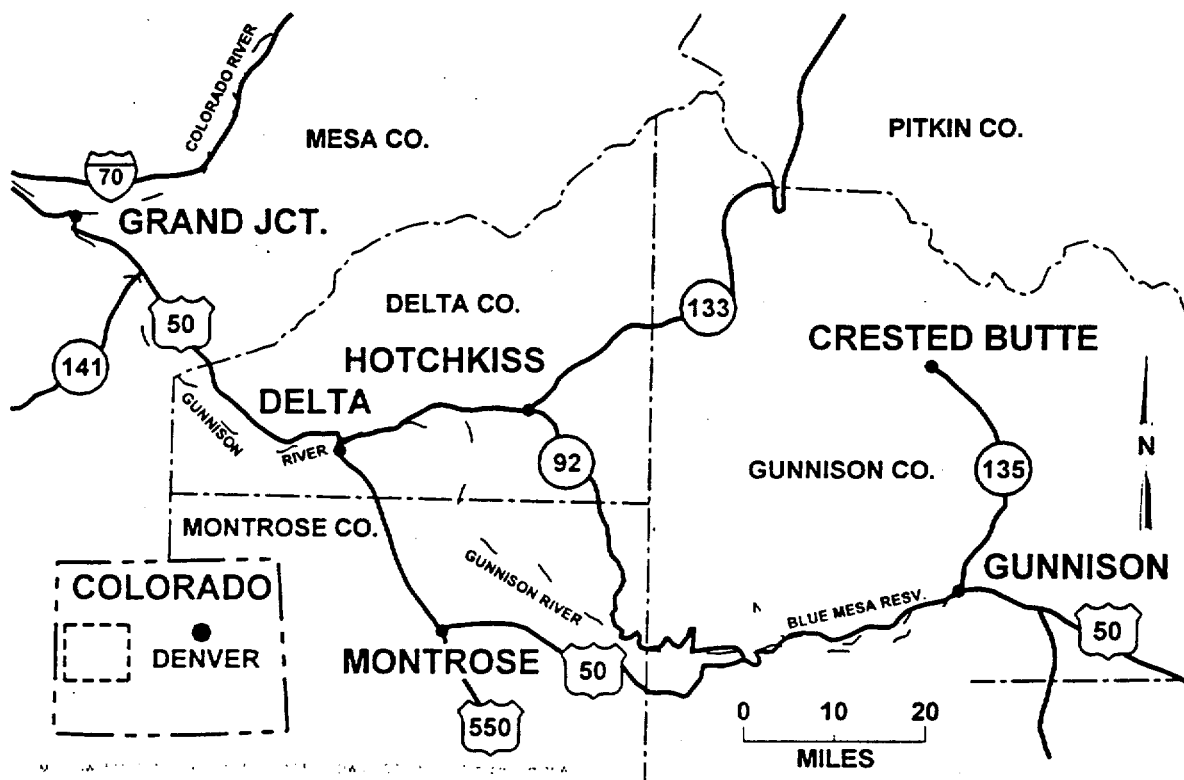 COLORADO RIVER
MESA CO.
PITKIN CO.
70
GRAND JCT.
50
141
DELTA CO.
133
HOTCHKISS
CRESTED BUTTE
DELTA
GUNNISON
RIVER
92
GUNNISON CO.
135
N
MONTROSE CO.
GUNNISON RIVER
COLORADO
DENVER
GUNNISON
BLUE MESA RESV.
N
MONTROSE
50
50
550
0 10 20
MILES